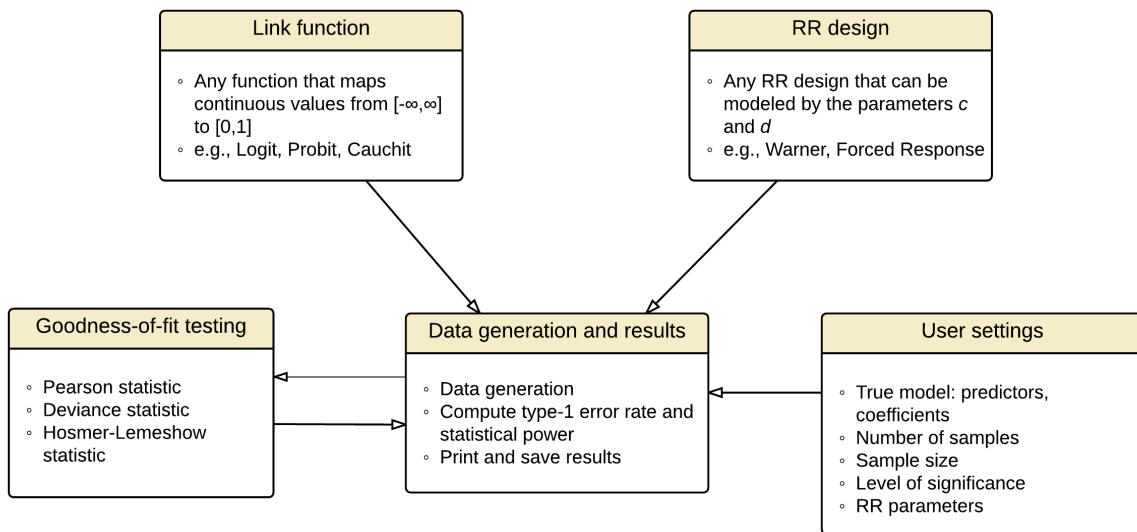 Link function
◦ Any function that maps
continuous values from [-∞,∞]
to [0,1]
◦ e.g., Logit, Probit, Cauchit
RR design
◦ Any RR design that can be
modeled by the parameters c
and d
◦ e.g., Warner, Forced Response
Goodness-of-fit testing
◦ Pearson statistic
◦ Deviance statistic
◦ Hosmer-Lemeshow
statistic
Data generation and results
◦ Data generation
◦ Compute type-1 error rate and
statistical power
◦ Print and save results
User settings
◦ True model: predictors,
coefficients
◦ Number of samples
◦ Sample size
◦ Level of significance
◦ RR parameters